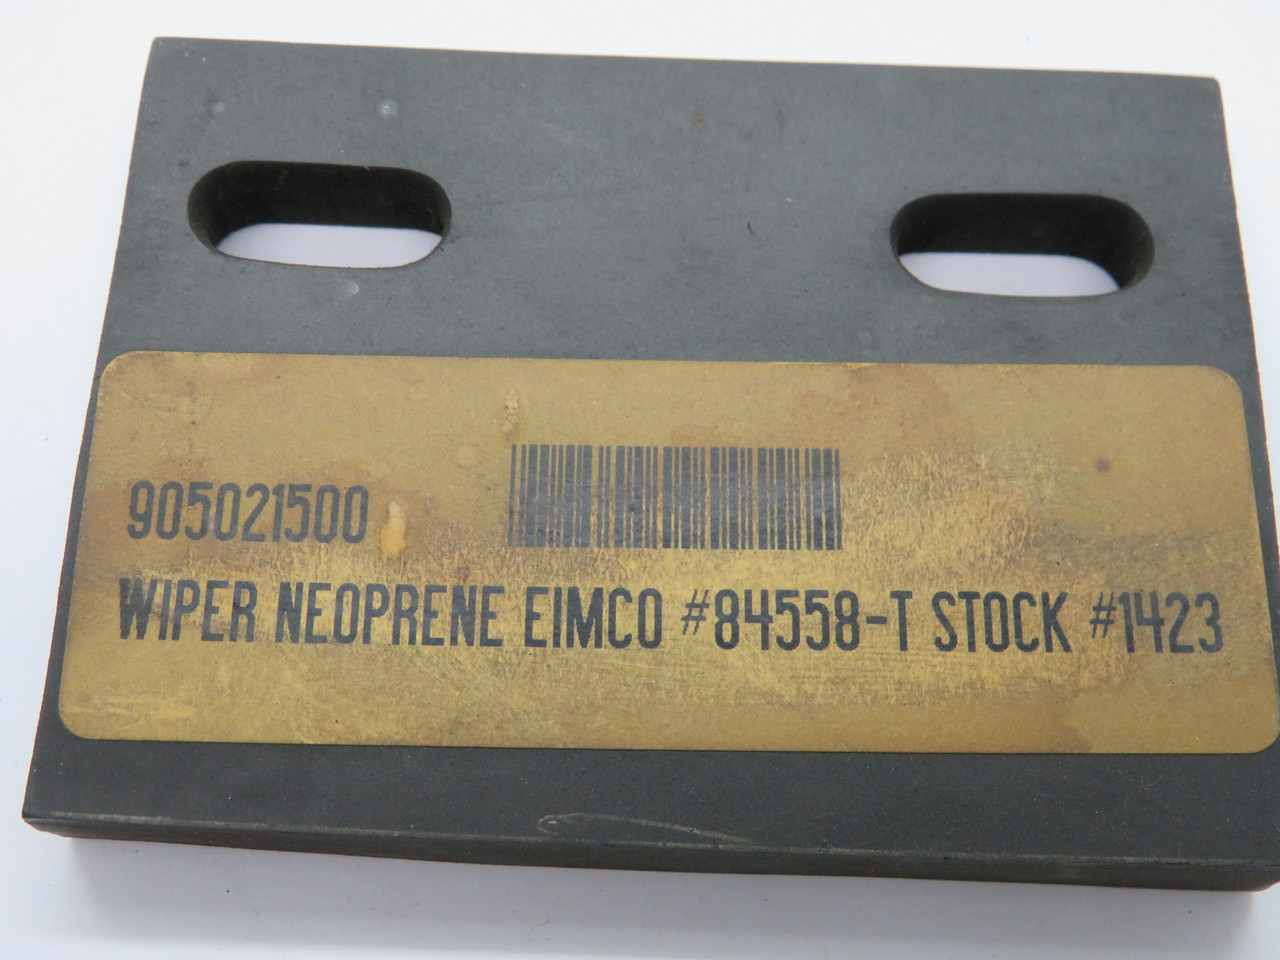 905021500
WIPER NEOPRENE EIMCO #84558-T STOCK #1423